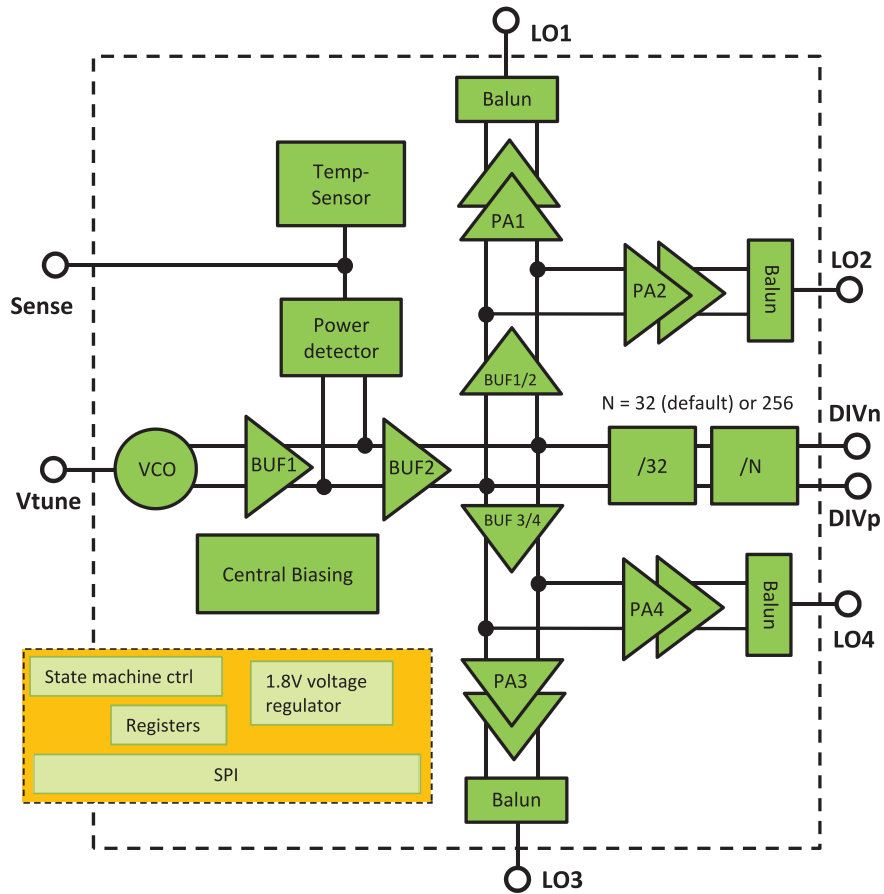 LO1
Balun
Temp-
Sensor
PA1
Sense
PA2
Balun
LO2
Power
detector
BUF1/2
N = 32 (default) or 256
DIVn
VCO
BUF1
BUF2
/32
/N
Vtune
DIVp
BUF 3/4
Central Biasing
PA4
Balun
LO4
State machine ctrl
1.8V voltage
regulator
PA3
Registers
SPI
Balun
LO3